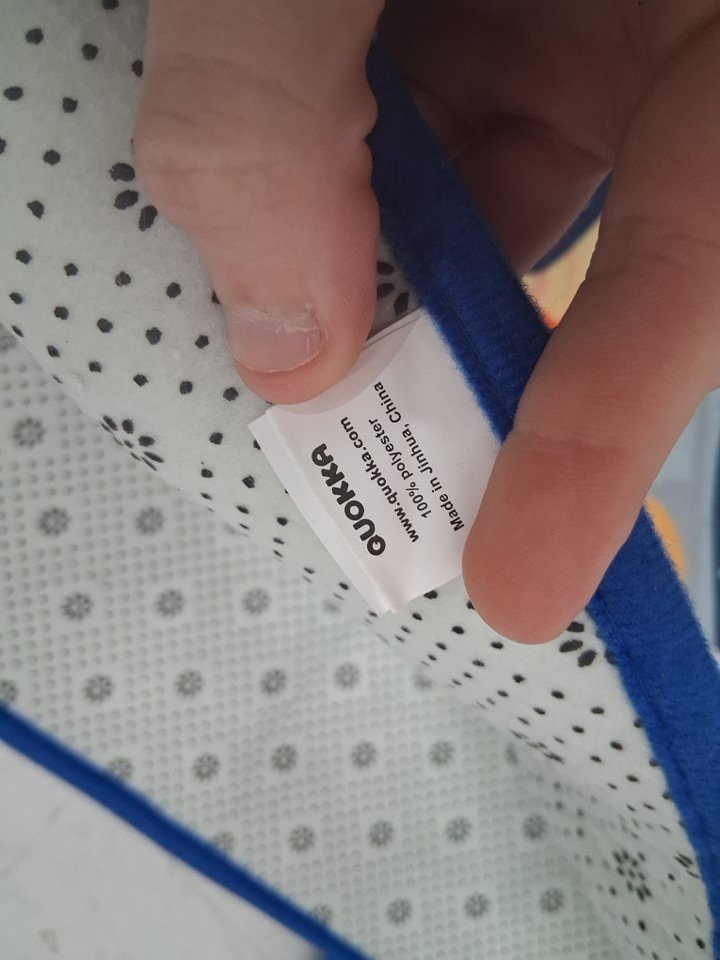 QUOKKA
www.quokka.com
100% polyester
Made in Jinhua, China